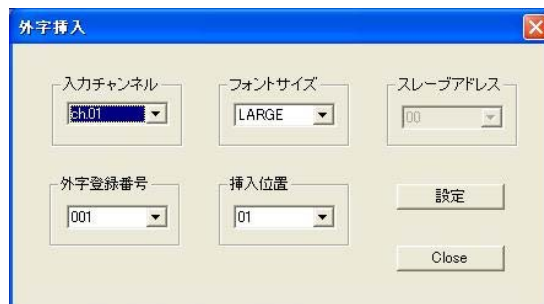 外字挿入
入力チャンネル
ch.01
フォントサイズ
LARGE
スレーブアドレス
00
外字登録番号
001
挿入位置
01
設定
Close